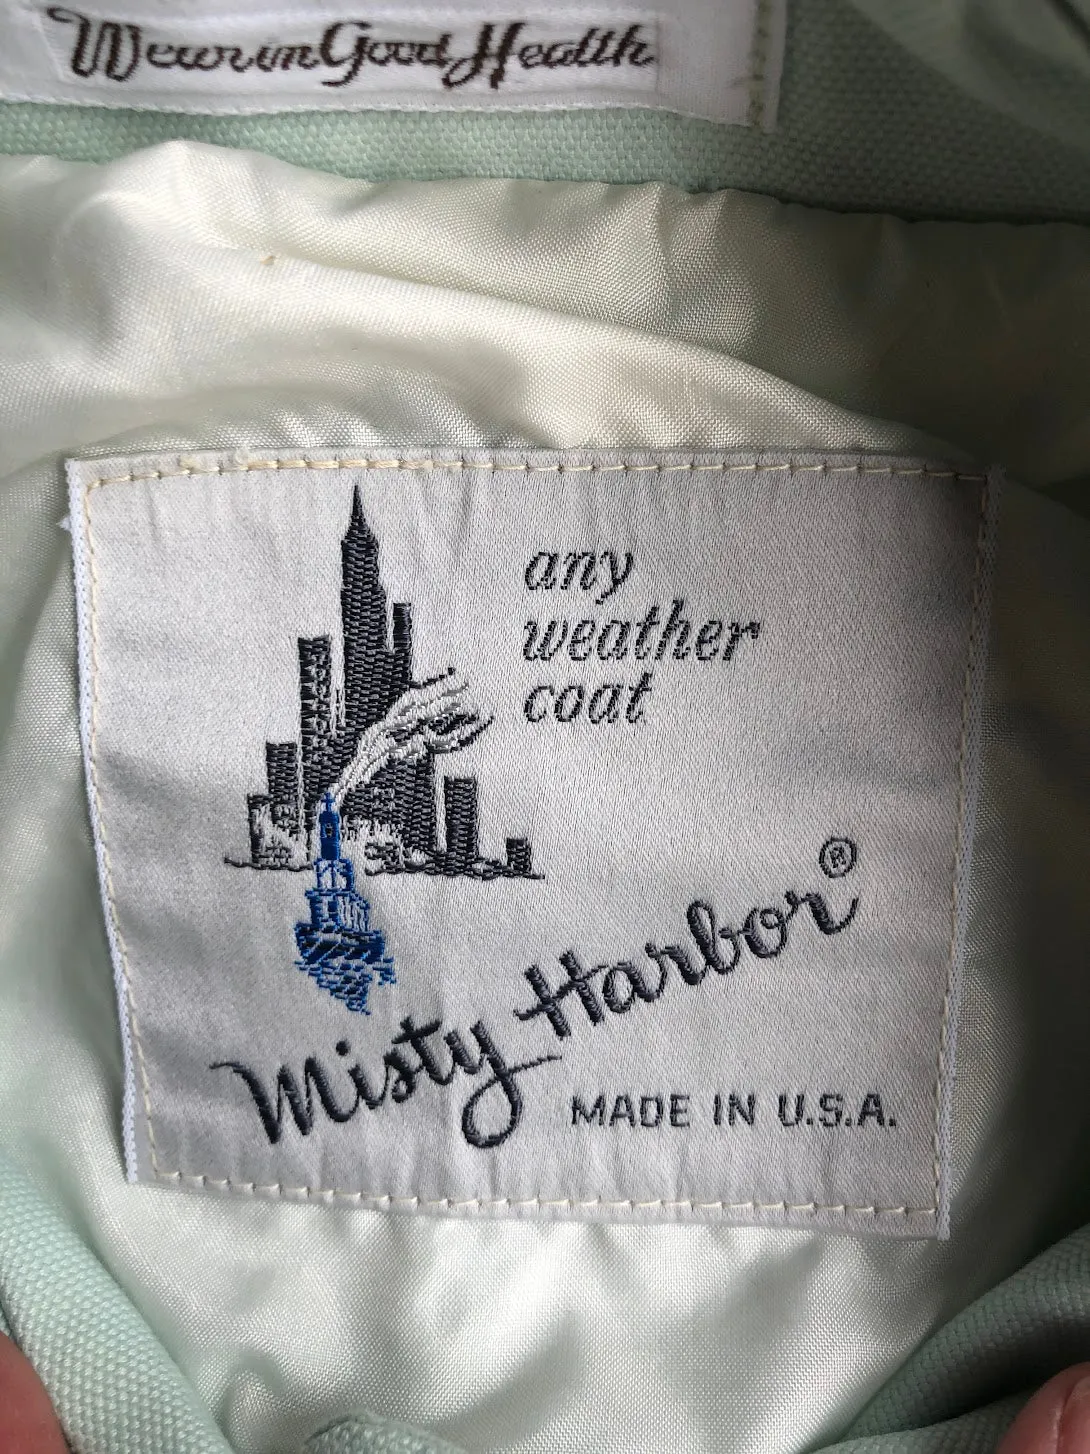 Wear in Good Health
any
weather
coat
Misty Harbor®
MADE IN U.S.A.